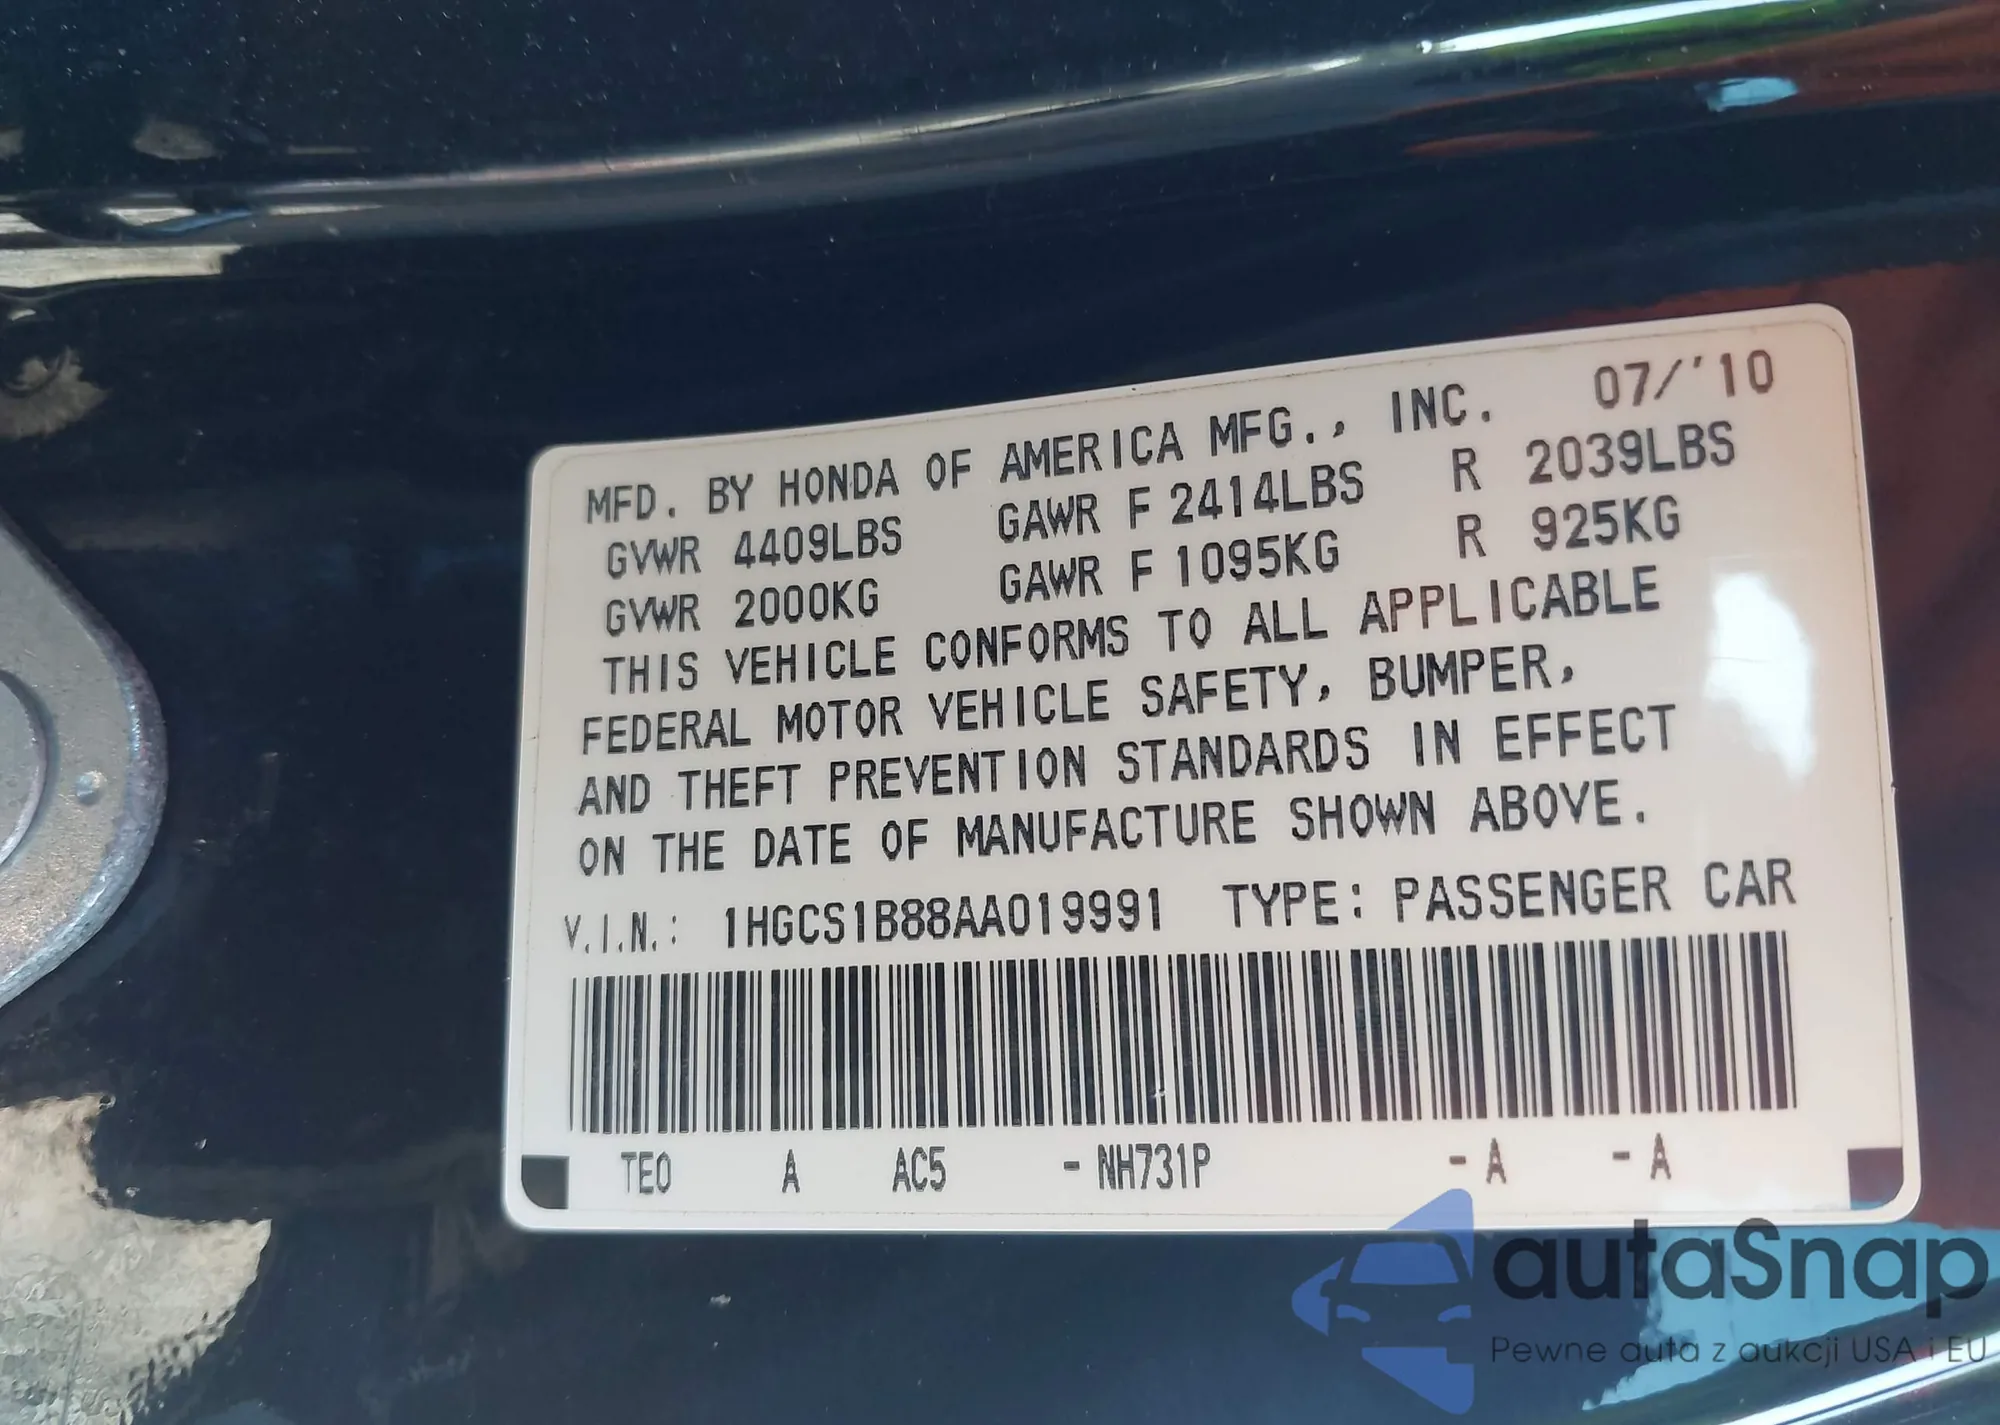 MFD. BY HONDA OF AMERICA MFG., INC. 07/'10
GVWR 4409LBS GAWR F 2414LBS R 2039LBS
GVWR 2000KG GAWR F 1095KG R 925KG
THIS VEHICLE CONFORMS TO ALL APPLICABLE
FEDERAL MOTOR VEHICLE SAFETY, BUMPER,
AND THEFT PREVENTION STANDARDS IN EFFECT
ON THE DATE OF MANUFACTURE SHOWN ABOVE.
V.I.N.: 1HGCS1B88AA019991 TYPE: PASSENGER CAR
TE0 A AC5 - NH731P - A - A
autaSnap
Pewne auta z aukcji USA i EU